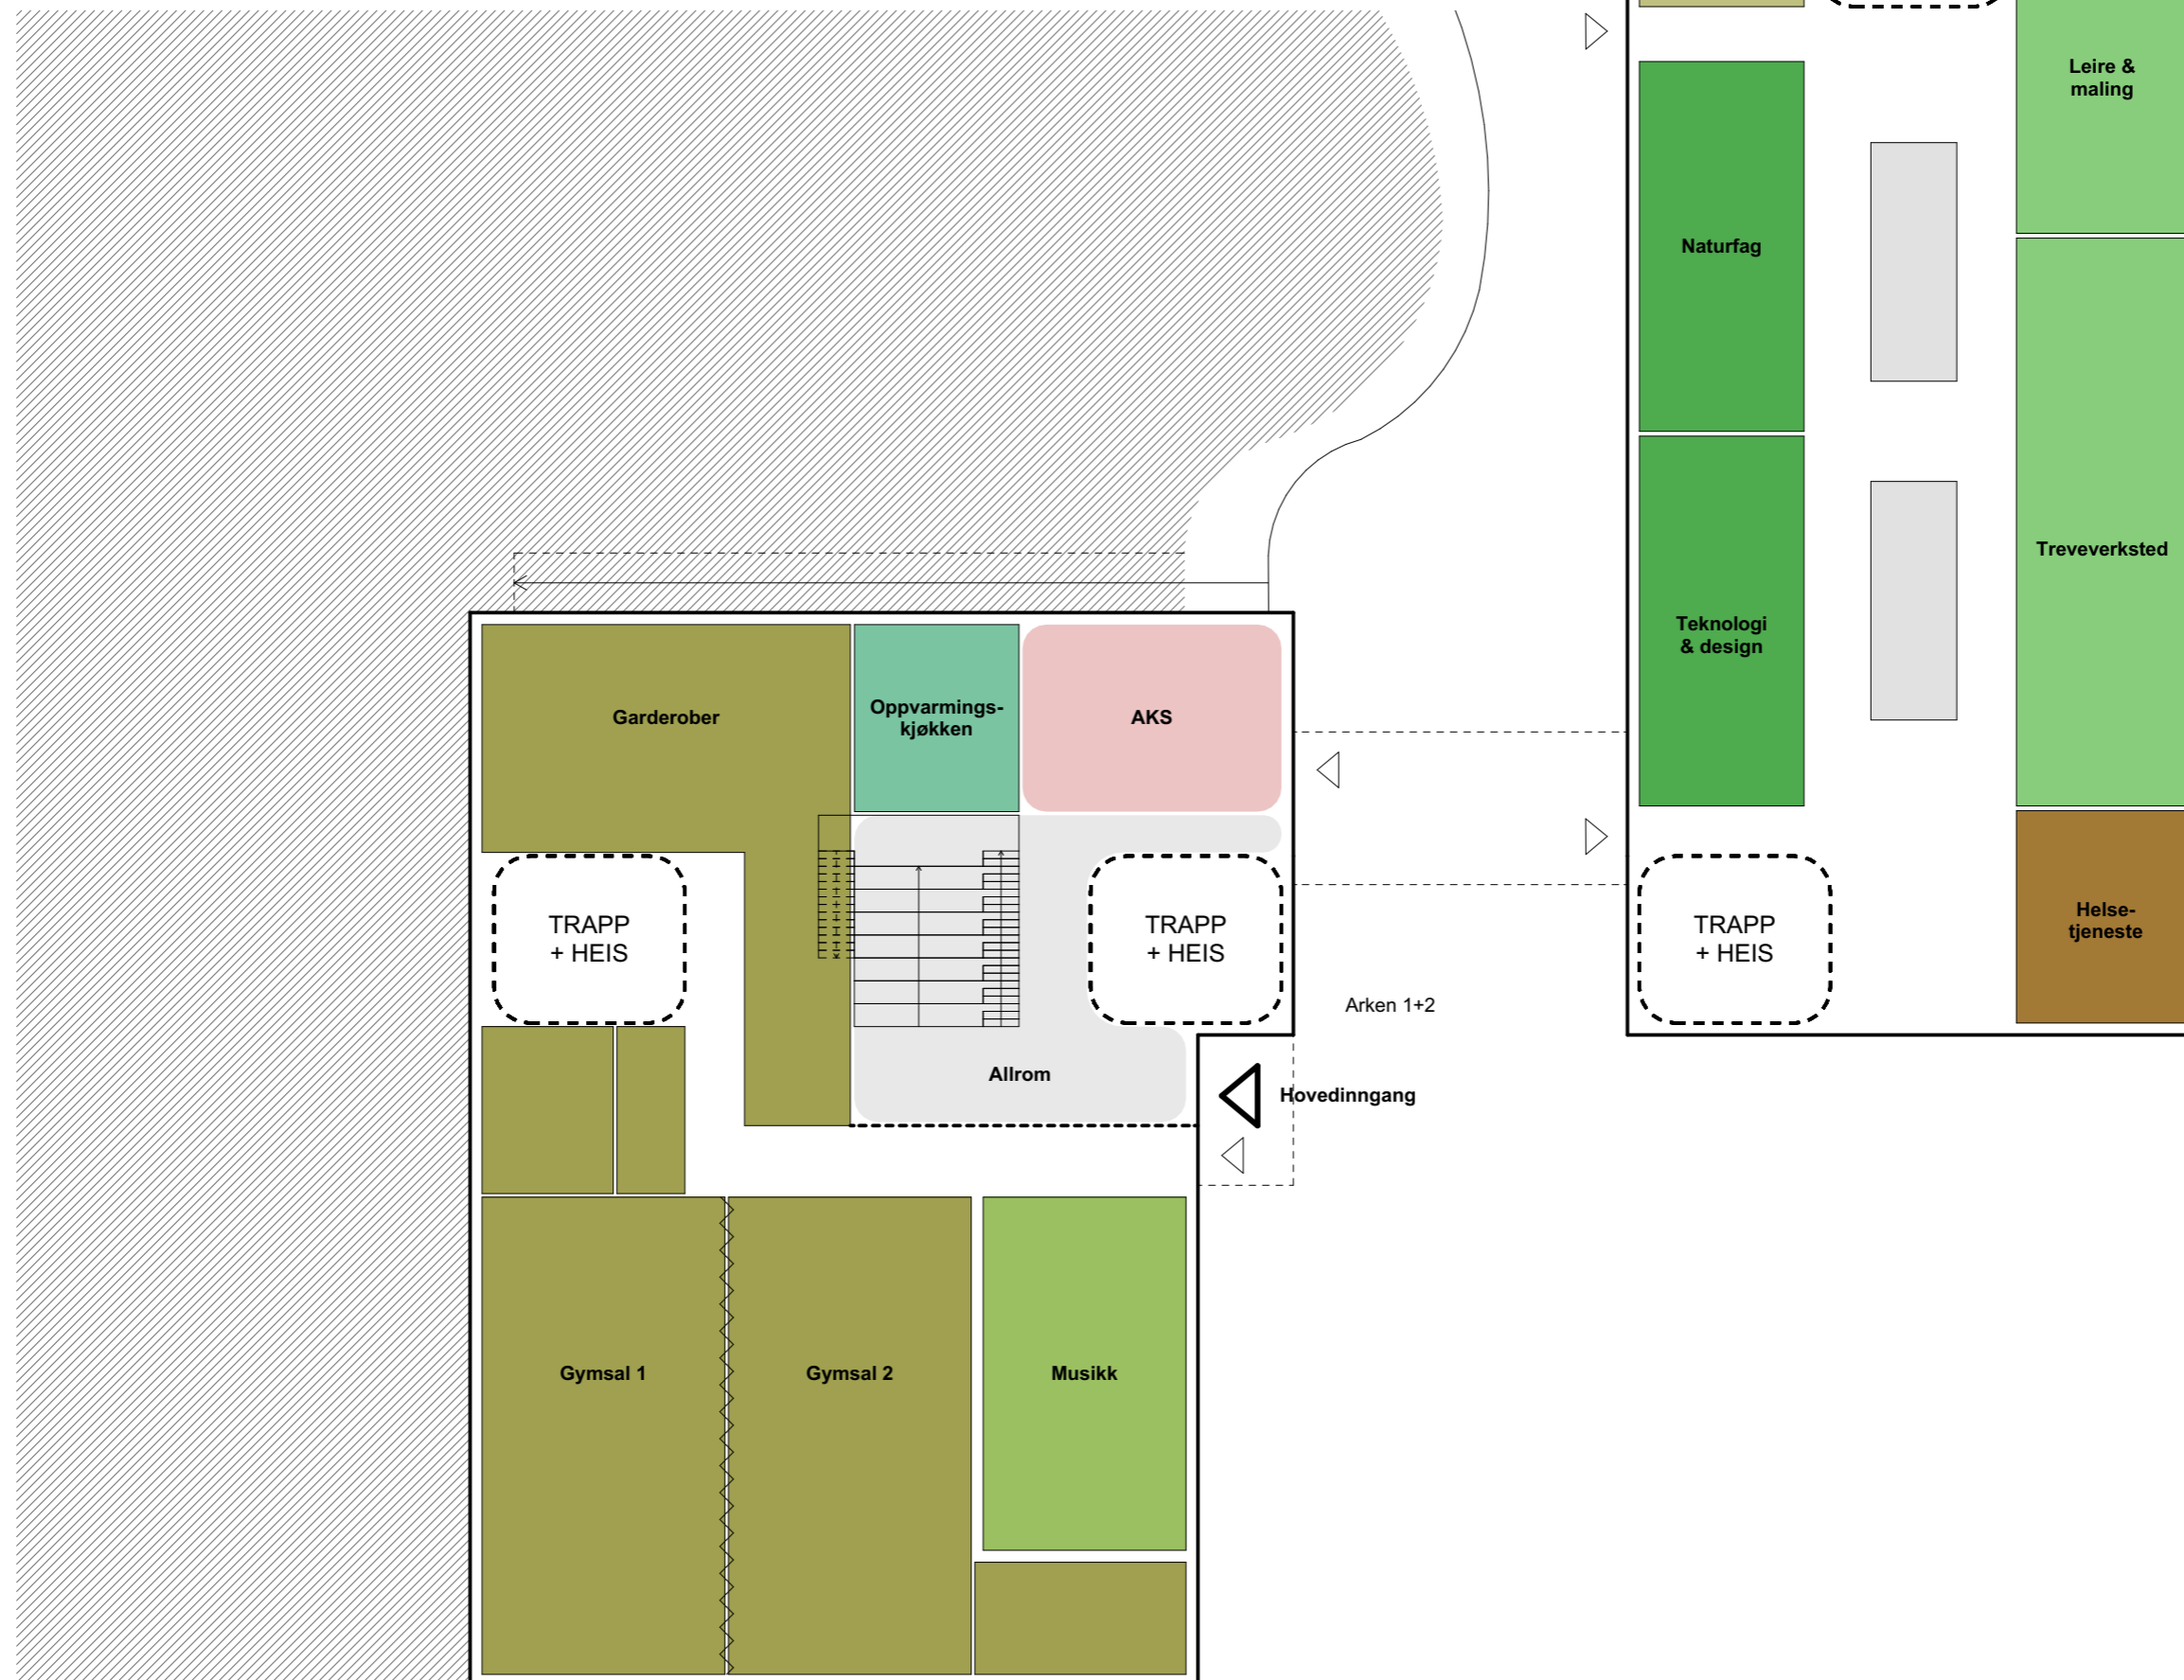 Leire &
maling
Naturfag
Treveverksted
Teknologi
& design
Garderober
Oppvarmings-
kjøkken
AKS
TRAPP
+ HEIS
TRAPP
+ HEIS
TRAPP
+ HEIS
Helse-
tjeneste
Arken 1+2
Allrom
Hovedinngang
Gymsal 1
Gymsal 2
Musikk